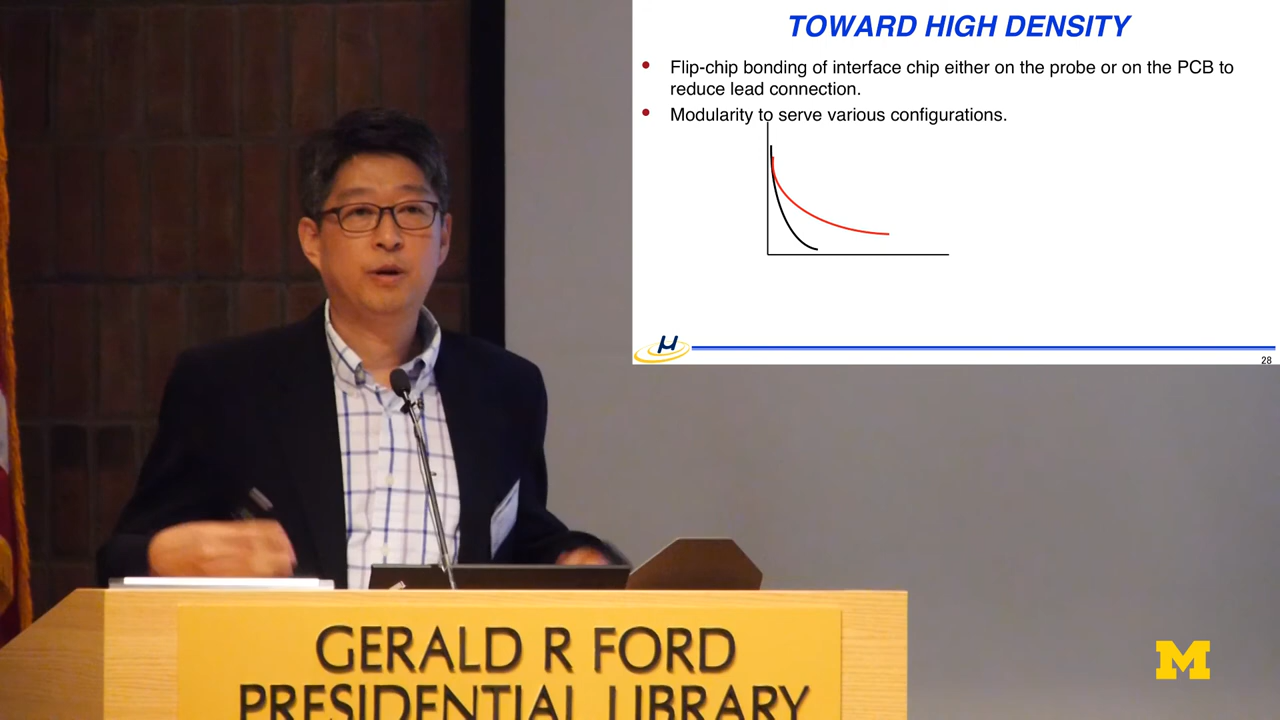 TOWARD HIGH DENSITY
• Flip-chip bonding of interface chip either on the probe or on the PCB to
reduce lead connection.
• Modularity to serve various configurations.
μ
28
GERALD R FORD
PRESIDENTIAL LIBRARY
M